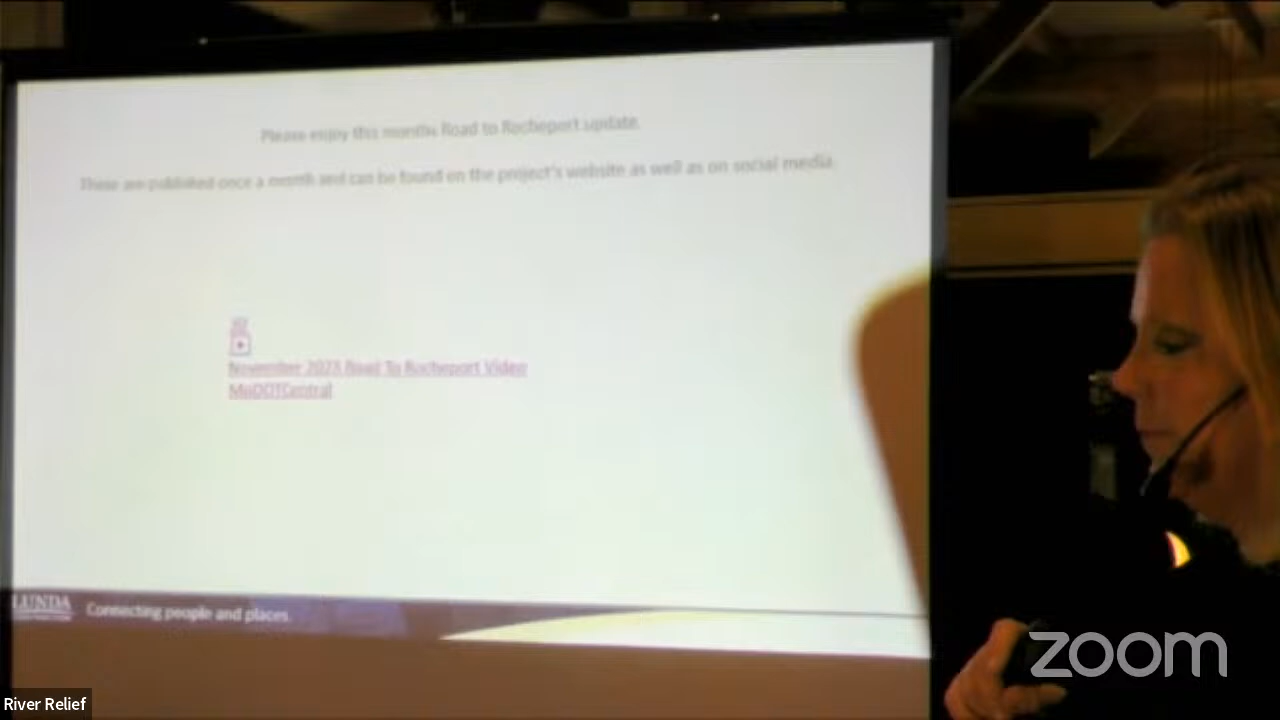 Please enjoy this months Road to Rocheport update.
These are published once a month and can be found on the project's website as well as on social media.
November 2023 Road To Rocheport Video
MoDOTCentral
LUNDA
Connecting people and places.
zoom
River Relief